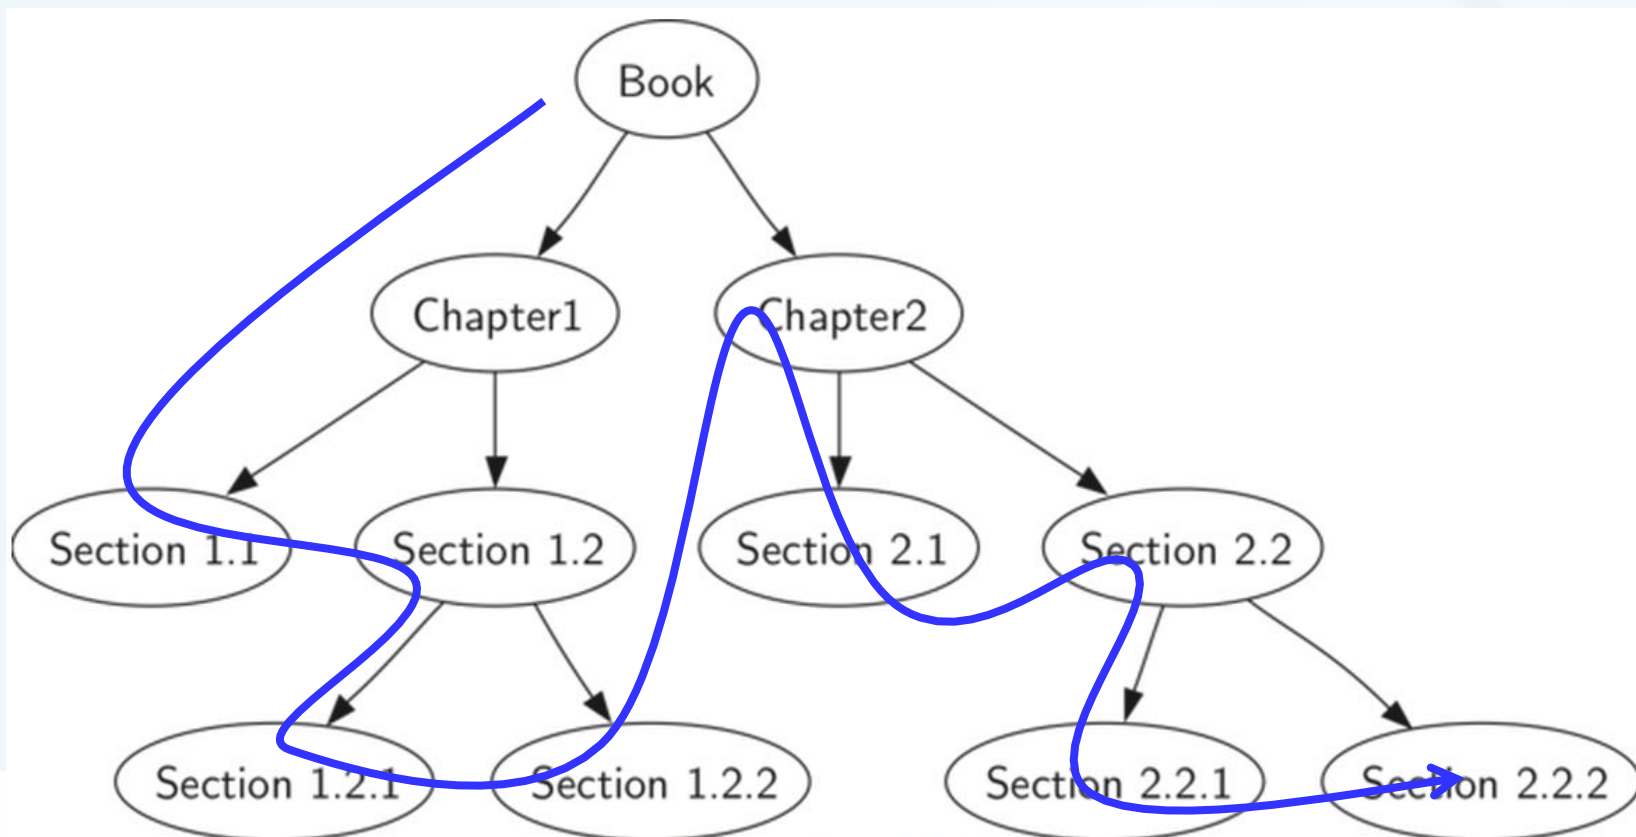 Book
Chapter1
Chapter2
Section 1.1
Section 1.2
Section 2.1
Section 2.2
Section 1.2.1
Section 1.2.2
Section 2.2.1
Section 2.2.2